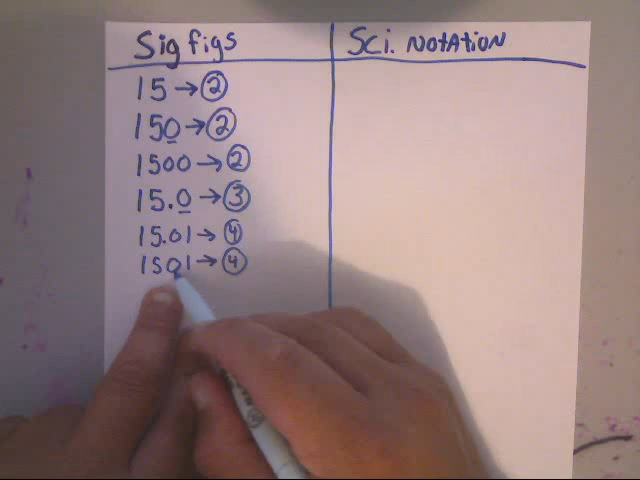 Sig figs
Sci. NOTATION
15 → 2
150 → 2
1500 → 2
15.0 → 3
15.01 → 4
1501 → 4